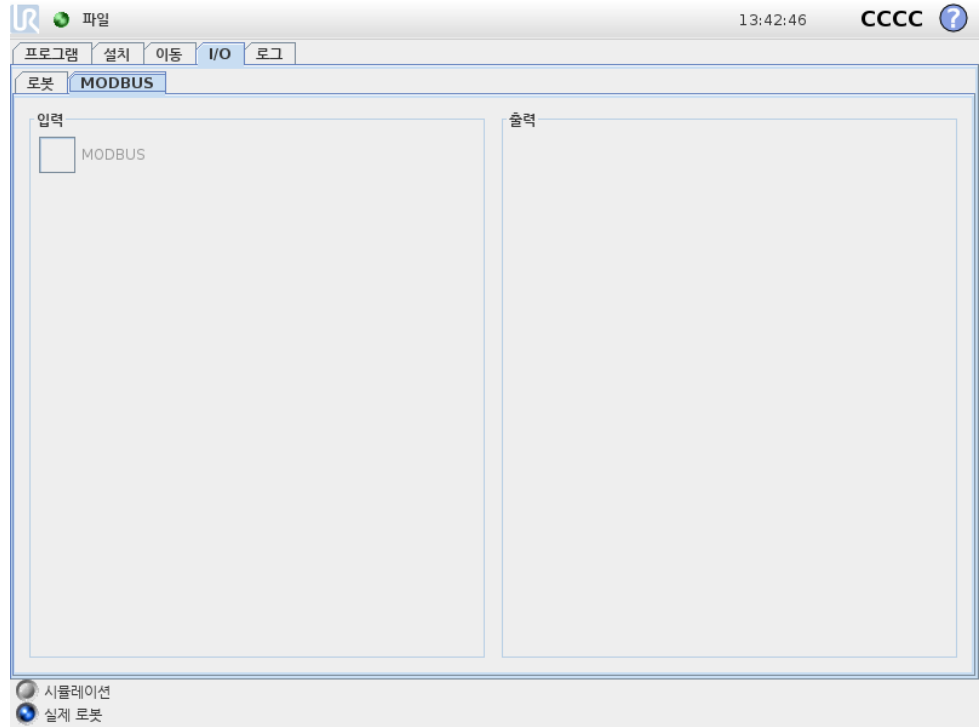 UR 파일 13:42:46 CCCC ?
프로그램 설치 이동 I/O 로그
로봇 MODBUS
입력 출력
MODBUS
시뮬레이션
실제 로봇